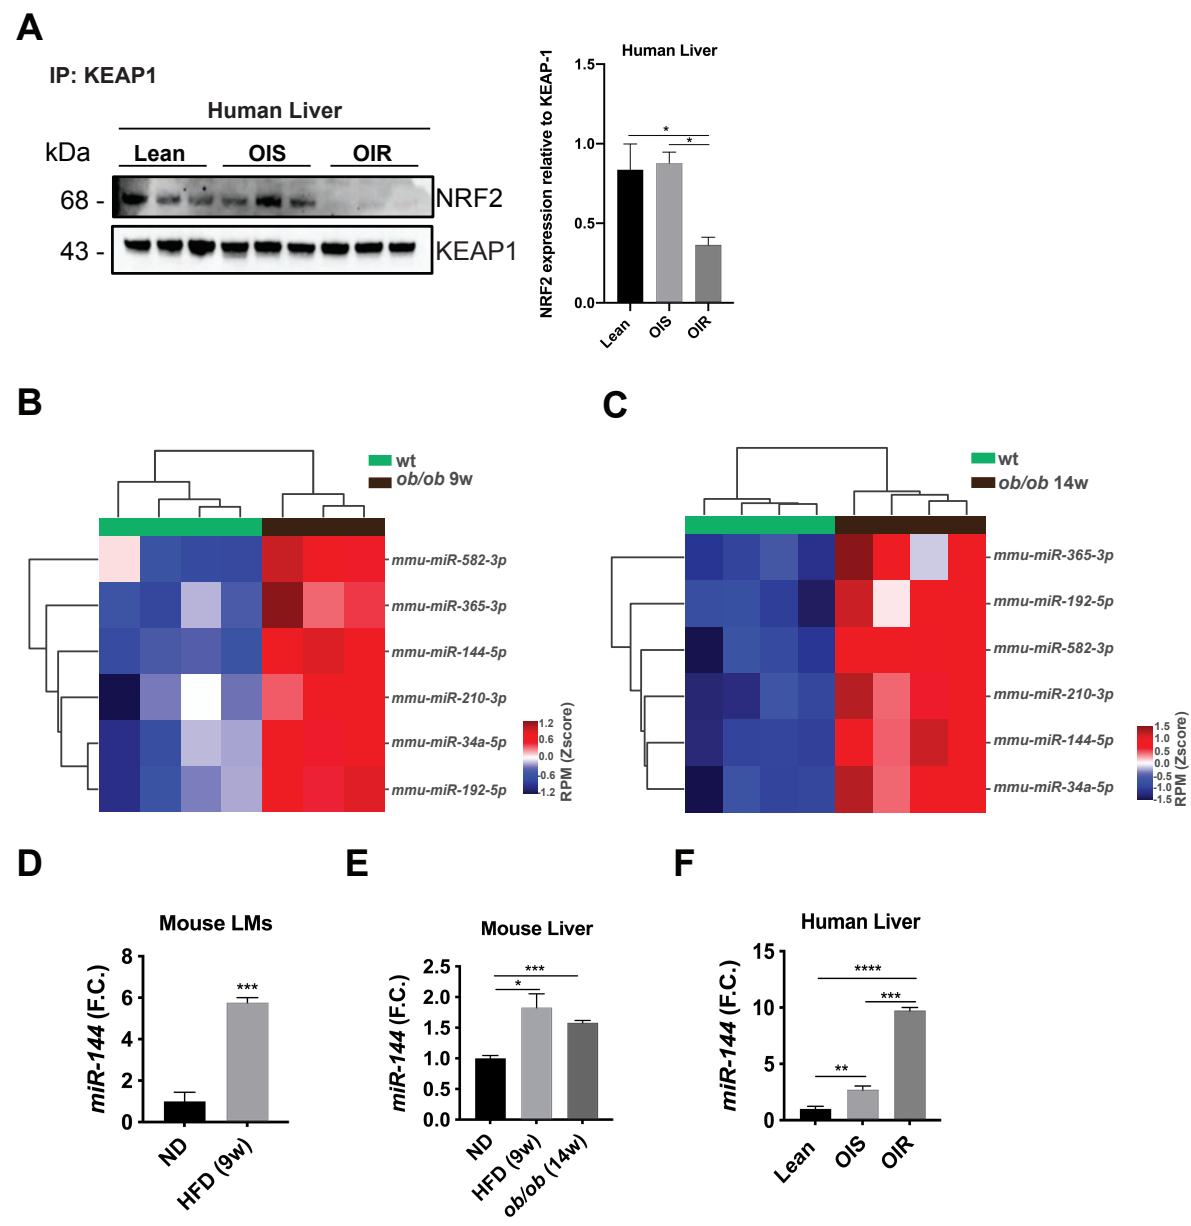 A
IP: KEAP1
Human Liver
kDa
Lean
OIS
OIR
68 -
NRF2
43 -
KEAP1
Human Liver
NRF2 expression relative to KEAP-1
1.5
1.0
0.5
0.0
*
*
Lean
OIS
OIR
B
wt
ob/ob 9w
mmu-miR-582-3p
mmu-miR-365-3p
mmu-miR-144-5p
mmu-miR-210-3p
mmu-miR-34a-5p
mmu-miR-192-5p
1.2
0.6
0.0
-0.6
-1.2
RPM (Zscore)
C
wt
ob/ob 14w
mmu-miR-365-3p
mmu-miR-192-5p
mmu-miR-582-3p
mmu-miR-210-3p
mmu-miR-144-5p
mmu-miR-34a-5p
1.5
1.0
0.5
0.0
-0.5
-1.0
-1.5
RPM (Zscore)
D
Mouse LMs
miR-144 (F.C.)
8
6
4
2
0
***
ND
HFD (9w)
E
Mouse Liver
miR-144 (F.C.)
2.5
2.0
1.5
1.0
0.5
0.0
***
*
ND
HFD (9w)
ob/ob (14w)
F
Human Liver
miR-144 (F.C.)
15
10
5
0
****
***
**
Lean
OIS
OIR